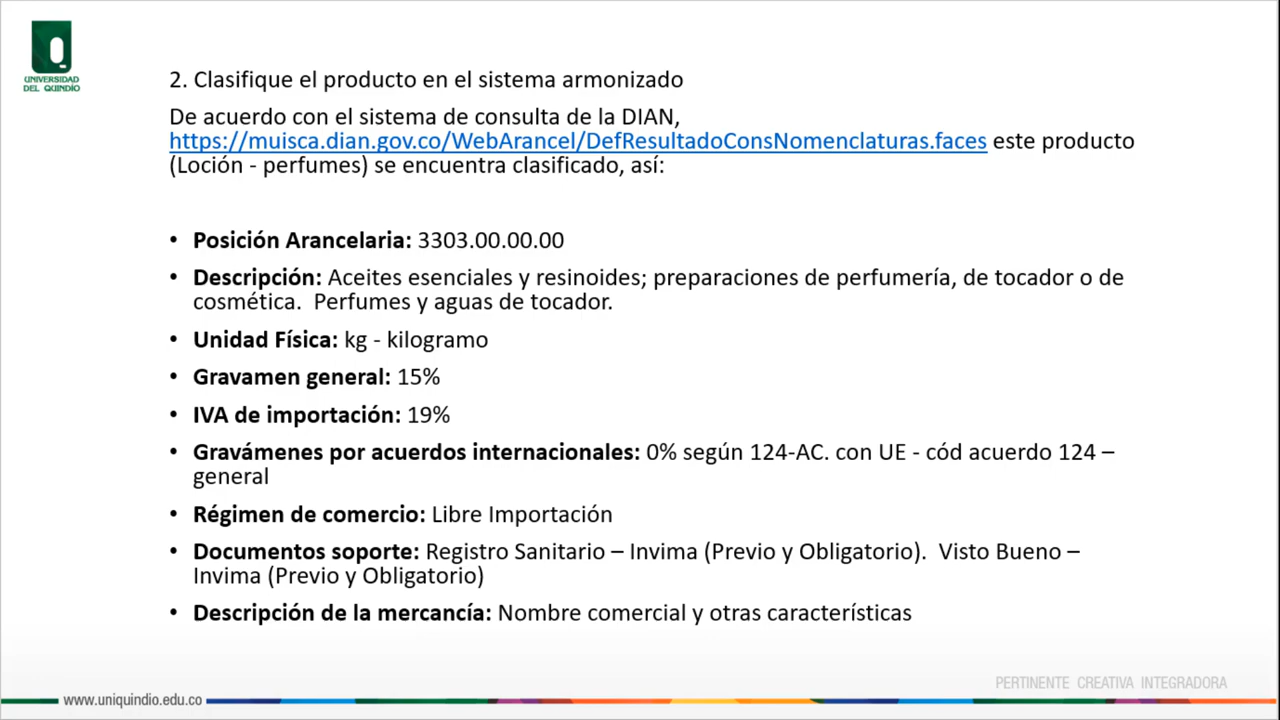 UNIVERSIDAD
DEL QUINDÍO
2. Clasifique el producto en el sistema armonizado
De acuerdo con el sistema de consulta de la DIAN,
https://muisca.dian.gov.co/WebArancel/DefResultadoConsNomenclaturas.faces este producto
(Loción - perfumes) se encuentra clasificado, así:
• Posición Arancelaria: 3303.00.00.00
• Descripción: Aceites esenciales y resinoides; preparaciones de perfumería, de tocador o de
cosmética.  Perfumes y aguas de tocador.
• Unidad Física: kg - kilogramo
• Gravamen general: 15%
• IVA de importación: 19%
• Gravámenes por acuerdos internacionales: 0% según 124-AC. con UE - cód acuerdo 124 –
general
• Régimen de comercio: Libre Importación
• Documentos soporte: Registro Sanitario – Invima (Previo y Obligatorio).  Visto Bueno –
Invima (Previo y Obligatorio)
• Descripción de la mercancía: Nombre comercial y otras características
PERTINENTE CREATIVA INTEGRADORA
www.uniquindio.edu.co